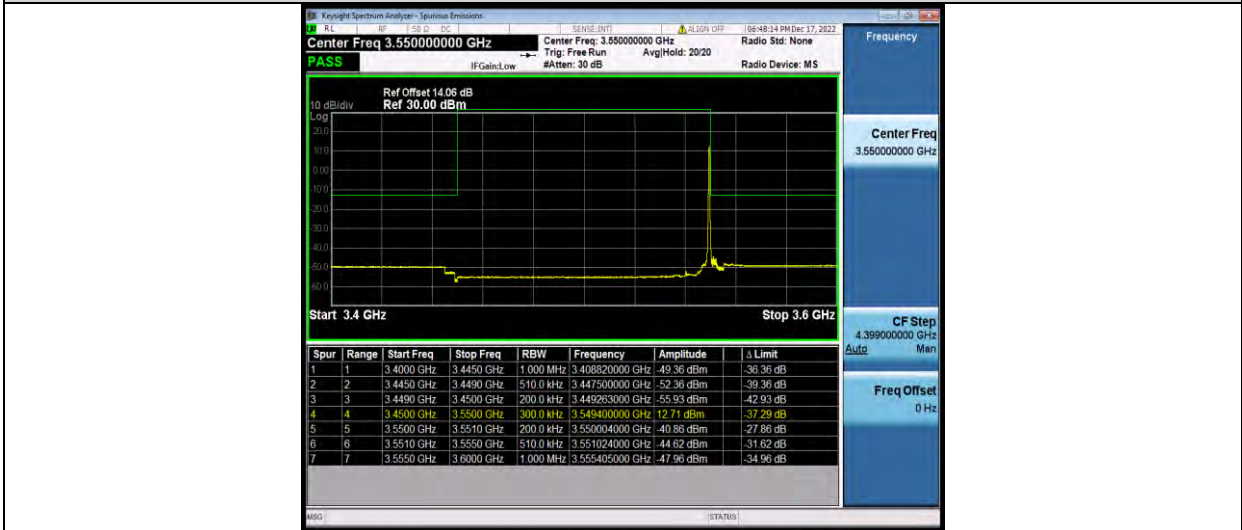 Keysight Spectrum Analyzer - Spurious Emissions
RL RF 50 Ω DC SENSE:INT ALIGN OFF 06:48:14 PM Dec 17, 2022
Center Freq 3.550000000 GHz
Center Freq: 3.550000000 GHz
Radio Std: None
Trig: Free Run Avg|Hold: 20/20
PASS
IFGain:Low #Atten: 30 dB Radio Device: MS
Ref Offset 14.06 dB
10 dB/div Ref 30.00 dBm
Log
20.0
10.0
0.00
-10.0
-20.0
-30.0
-40.0
-50.0
-60.0
Start 3.4 GHz Stop 3.6 GHz
Spur Range Start Freq Stop Freq RBW Frequency Amplitude Δ Limit
1 1 3.4000 GHz 3.4450 GHz 1.000 MHz 3.408820000 GHz -49.36 dBm -36.36 dB
2 2 3.4450 GHz 3.4490 GHz 510.0 kHz 3.447500000 GHz -52.36 dBm -39.36 dB
3 3 3.4490 GHz 3.4500 GHz 200.0 kHz 3.449263000 GHz -55.93 dBm -42.93 dB
4 4 3.4500 GHz 3.5500 GHz 300.0 kHz 3.549400000 GHz 12.71 dBm -37.29 dB
5 5 3.5500 GHz 3.5510 GHz 200.0 kHz 3.550004000 GHz -40.86 dBm -27.86 dB
6 6 3.5510 GHz 3.5550 GHz 510.0 kHz 3.551024000 GHz -44.62 dBm -31.62 dB
7 7 3.5550 GHz 3.6000 GHz 1.000 MHz 3.555405000 GHz -47.96 dBm -34.96 dB
MSG STATUS
Frequency
Center Freq
3.550000000 GHz
CF Step
4.399000000 GHz
Auto Man
Freq Offset
0 Hz